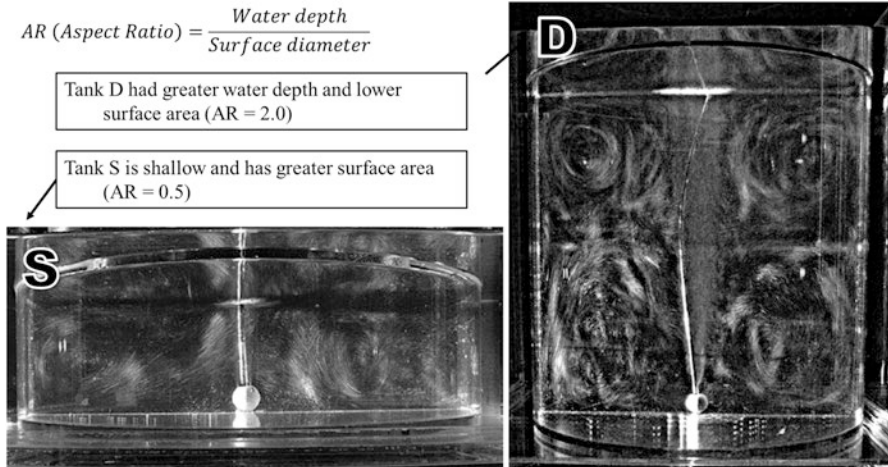 AR (Aspect Ratio) = Water depth / Surface diameter
D
Tank D had greater water depth and lower
surface area (AR = 2.0)
Tank S is shallow and has greater surface area
(AR = 0.5)
S